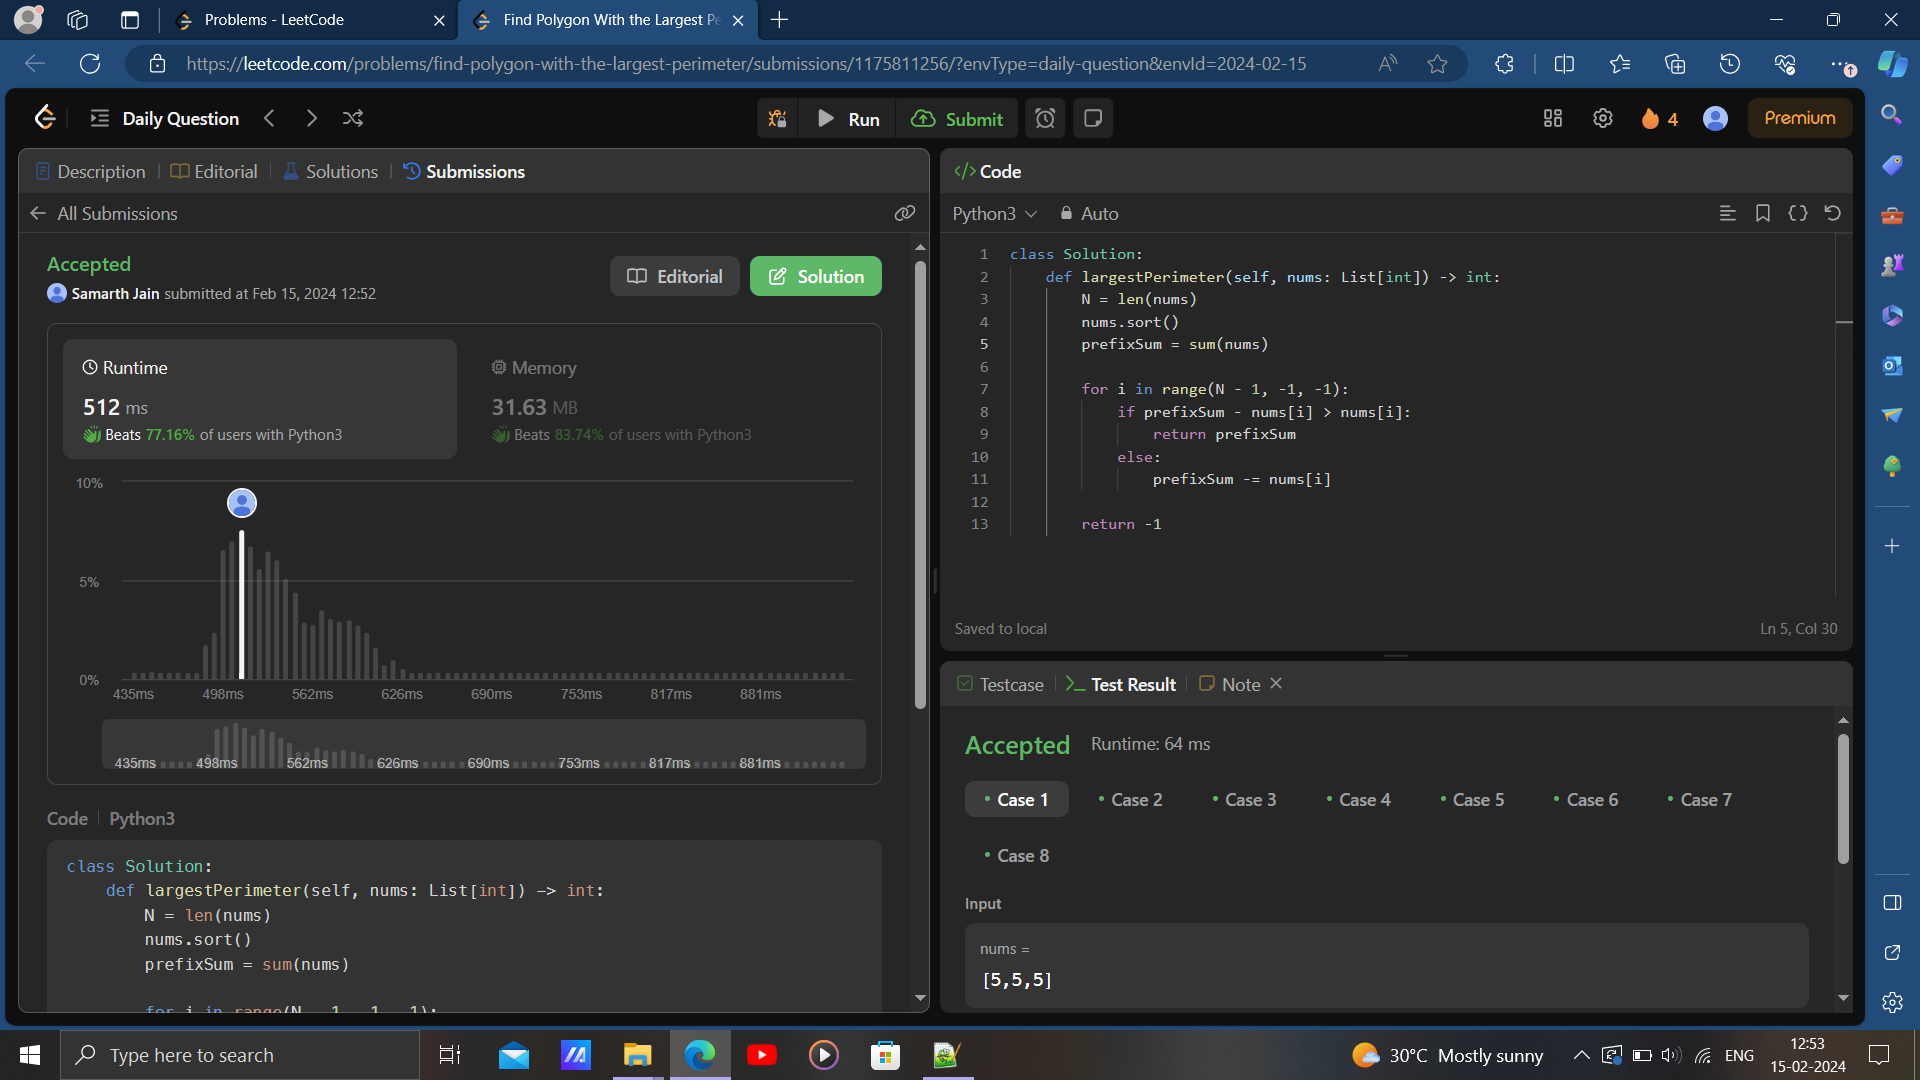 Problems - LeetCode
Find Polygon With the Largest Pe
https://leetcode.com/problems/find-polygon-with-the-largest-perimeter/submissions/1175811256/?envType=daily-question&envId=2024-02-15
Daily Question
Run
Submit
4
Premium
Description
Editorial
Solutions
Submissions
All Submissions
Accepted
Samarth Jain submitted at Feb 15, 2024 12:52
Editorial
Solution
Runtime
512 ms
Beats 77.16% of users with Python3
Memory
31.63 MB
Beats 83.74% of users with Python3
10%
5%
0%
435ms 498ms 562ms 626ms 690ms 753ms 817ms 881ms
435ms 498ms 562ms 626ms 690ms 753ms 817ms 881ms
Code
Python3
class Solution:
def largestPerimeter(self, nums: List[int]) -> int:
N = len(nums)
nums.sort()
prefixSum = sum(nums)
for i in range(N - 1, -1, -1):
Code
Python3
Auto
1 class Solution:
2 def largestPerimeter(self, nums: List[int]) -> int:
3 N = len(nums)
4 nums.sort()
5 prefixSum = sum(nums)
6
7 for i in range(N - 1, -1, -1):
8 if prefixSum - nums[i] > nums[i]:
9 return prefixSum
10 else:
11 prefixSum -= nums[i]
12
13 return -1
Saved to local
Ln 5, Col 30
Testcase
Test Result
Note
Accepted
Runtime: 64 ms
Case 1
Case 2
Case 3
Case 4
Case 5
Case 6
Case 7
Case 8
Input
nums =
[5,5,5]
Type here to search
30°C Mostly sunny
ENG
12:53
15-02-2024